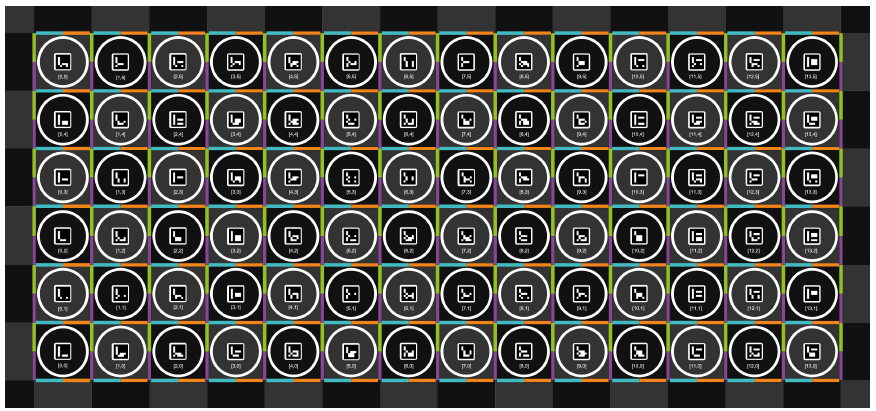 [0,5] [1,5] [2,5] [3,5] [4,5] [5,5] [6,5] [7,5] [8,5] [9,5] [10,5] [11,5] [12,5] [13,5]
[0,4] [1,4] [2,4] [3,4] [4,4] [5,4] [6,4] [7,4] [8,4] [9,4] [10,4] [11,4] [12,4] [13,4]
[0,3] [1,3] [2,3] [3,3] [4,3] [5,3] [6,3] [7,3] [8,3] [9,3] [10,3] [11,3] [12,3] [13,3]
[0,2] [1,2] [2,2] [3,2] [4,2] [5,2] [6,2] [7,2] [8,2] [9,2] [10,2] [11,2] [12,2] [13,2]
[0,1] [1,1] [2,1] [3,1] [4,1] [5,1] [6,1] [7,1] [8,1] [9,1] [10,1] [11,1] [12,1] [13,1]
[0,0] [1,0] [2,0] [3,0] [4,0] [5,0] [6,0] [7,0] [8,0] [9,0] [10,0] [11,0] [12,0] [13,0]